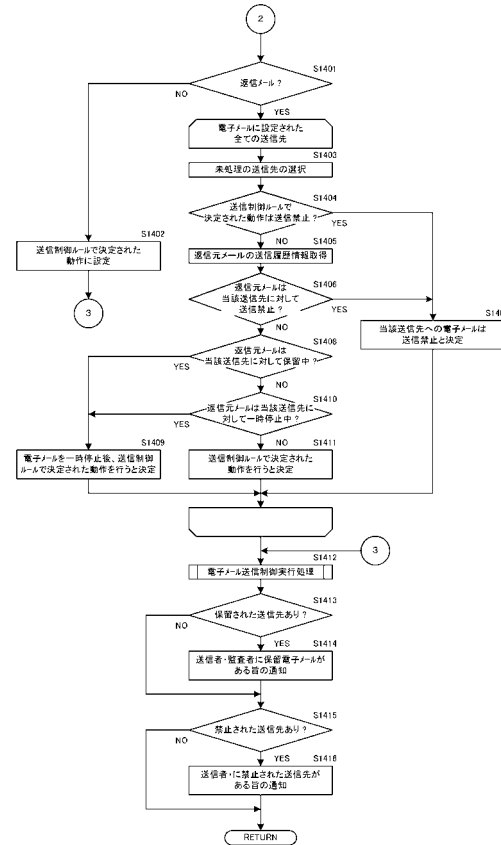 2
S1401
返信メール？
NO
YES
電子メールに設定された
全ての送信先
S1403
未処理の送信先の選択
S1404
送信制御ルールで
決定された動作は送信禁止？
YES
NO
S1402
送信制御ルールで決定された
動作に設定
3
S1405
返信元メールの送信履歴情報取得
S1406
返信元メールは
当該送信先に対して
送信禁止？
YES
NO
S140
当該送信先への電子メールは
送信禁止と決定
S1406
返信元メールは
当該送信先に対して保留中？
YES
NO
S1410
返信元メールは当該送信先に
対して一時停止中？
YES
NO
S1409
電子メールを一時停止後、送信制御
ルールで決定された動作を行うと決定
S1411
送信制御ルールで決定された
動作を行うと決定
3
S1412
電子メール送信制御実行処理
S1413
保留された送信先あり？
NO
YES
S1414
送信者・監査者に保留電子メールが
ある旨の通知
S1415
禁止された送信先あり？
NO
YES
S1416
送信者・に禁止された送信先が
ある旨の通知
RETURN